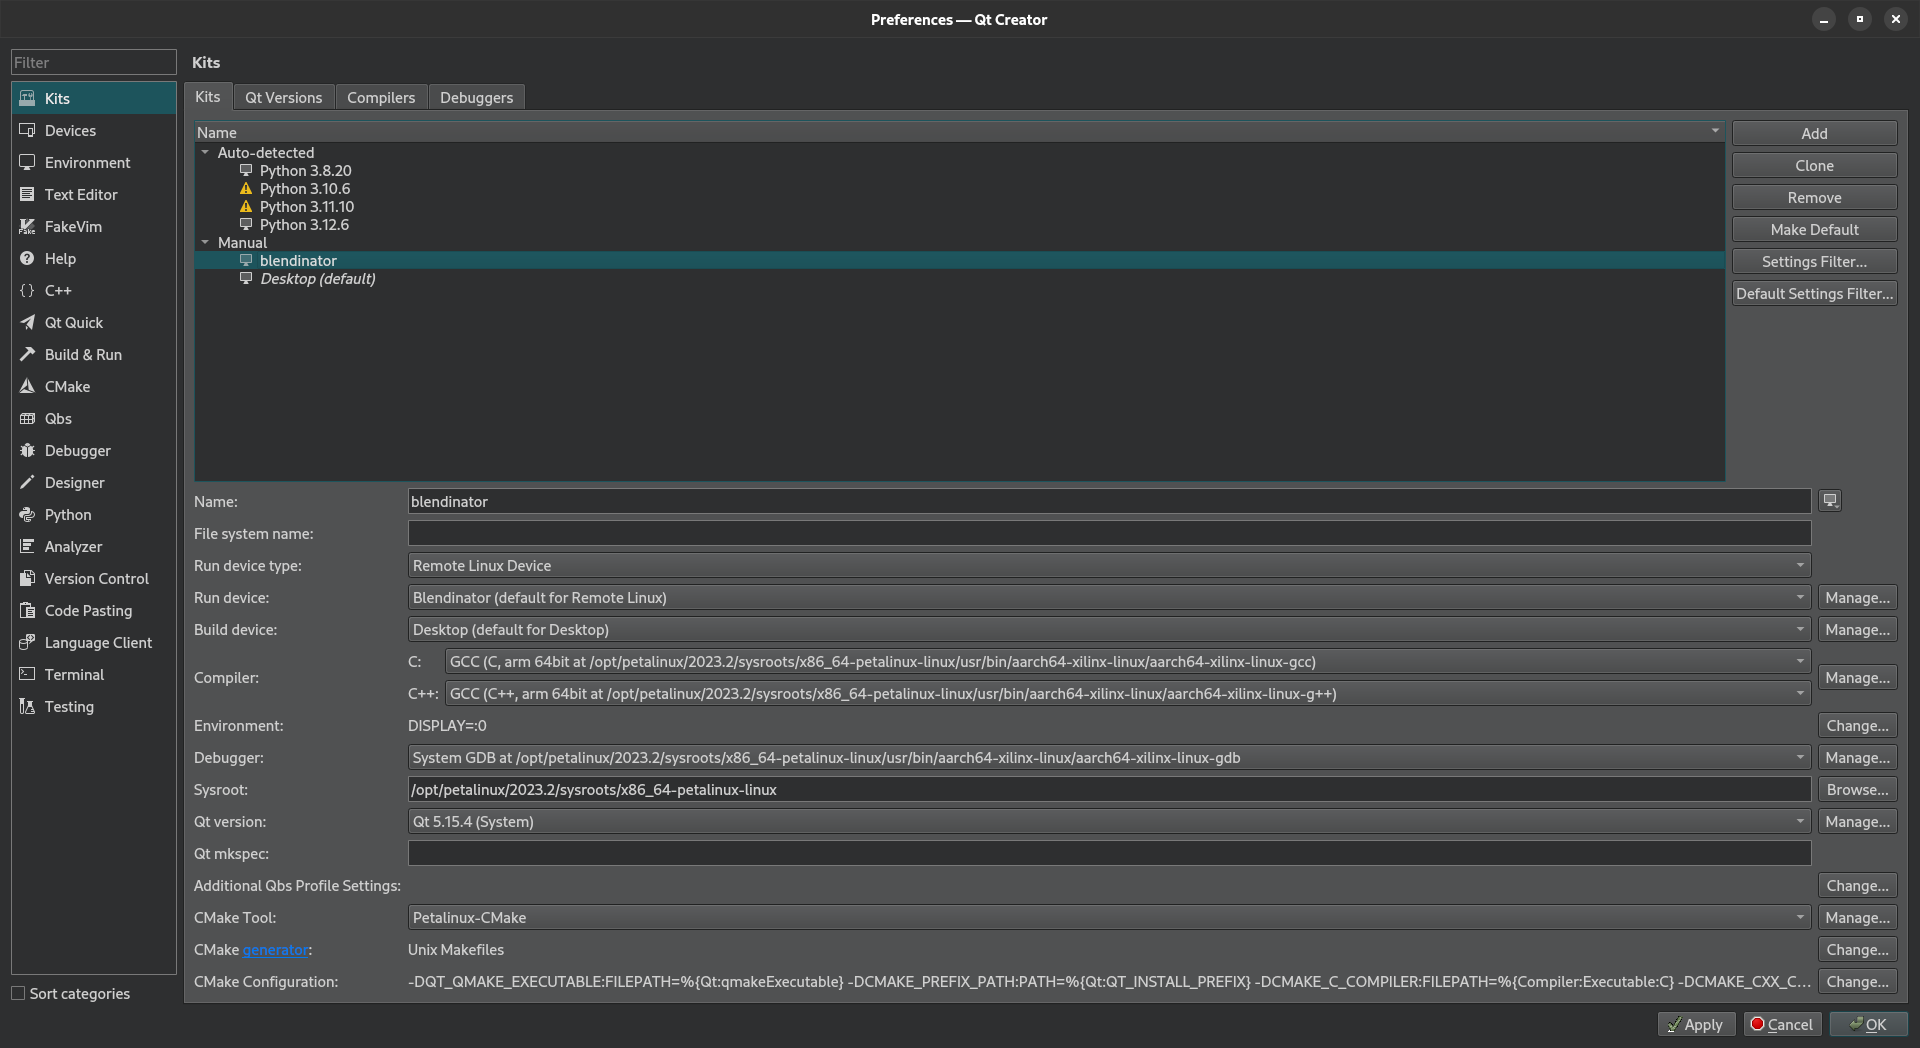 Preferences — Qt Creator
Filter
Kits
Devices
Environment
Text Editor
FakeVim
Help
C++
Qt Quick
Build & Run
CMake
Qbs
Debugger
Designer
Python
Analyzer
Version Control
Code Pasting
Language Client
Terminal
Testing
Sort categories
Kits
Kits Qt Versions Compilers Debuggers
Name
Auto-detected
Python 3.8.20
Python 3.10.6
Python 3.11.10
Python 3.12.6
Manual
blendinator
Desktop (default)
Add
Clone
Remove
Make Default
Settings Filter...
Default Settings Filter...
Name: blendinator
File system name:
Run device type: Remote Linux Device
Run device: Blendinator (default for Remote Linux) Manage...
Build device: Desktop (default for Desktop) Manage...
Compiler:
C: GCC (C, arm 64bit at /opt/petalinux/2023.2/sysroots/x86_64-petalinux-linux/usr/bin/aarch64-xilinx-linux/aarch64-xilinx-linux-gcc)
C++: GCC (C++, arm 64bit at /opt/petalinux/2023.2/sysroots/x86_64-petalinux-linux/usr/bin/aarch64-xilinx-linux/aarch64-xilinx-linux-g++)
Manage...
Environment: DISPLAY=:0 Change...
Debugger: System GDB at /opt/petalinux/2023.2/sysroots/x86_64-petalinux-linux/usr/bin/aarch64-xilinx-linux/aarch64-xilinx-linux-gdb Manage...
Sysroot: /opt/petalinux/2023.2/sysroots/x86_64-petalinux-linux Browse...
Qt version: Qt 5.15.4 (System) Manage...
Qt mkspec:
Additional Qbs Profile Settings: Change...
CMake Tool: Petalinux-CMake Manage...
CMake generator: Unix Makefiles Change...
CMake Configuration: -DQT_QMAKE_EXECUTABLE:FILEPATH=%{Qt:qmakeExecutable} -DCMAKE_PREFIX_PATH:PATH=%{Qt:QT_INSTALL_PREFIX} -DCMAKE_C_COMPILER:FILEPATH=%{Compiler:Executable:C} -DCMAKE_CXX_C... Change...
Apply Cancel OK